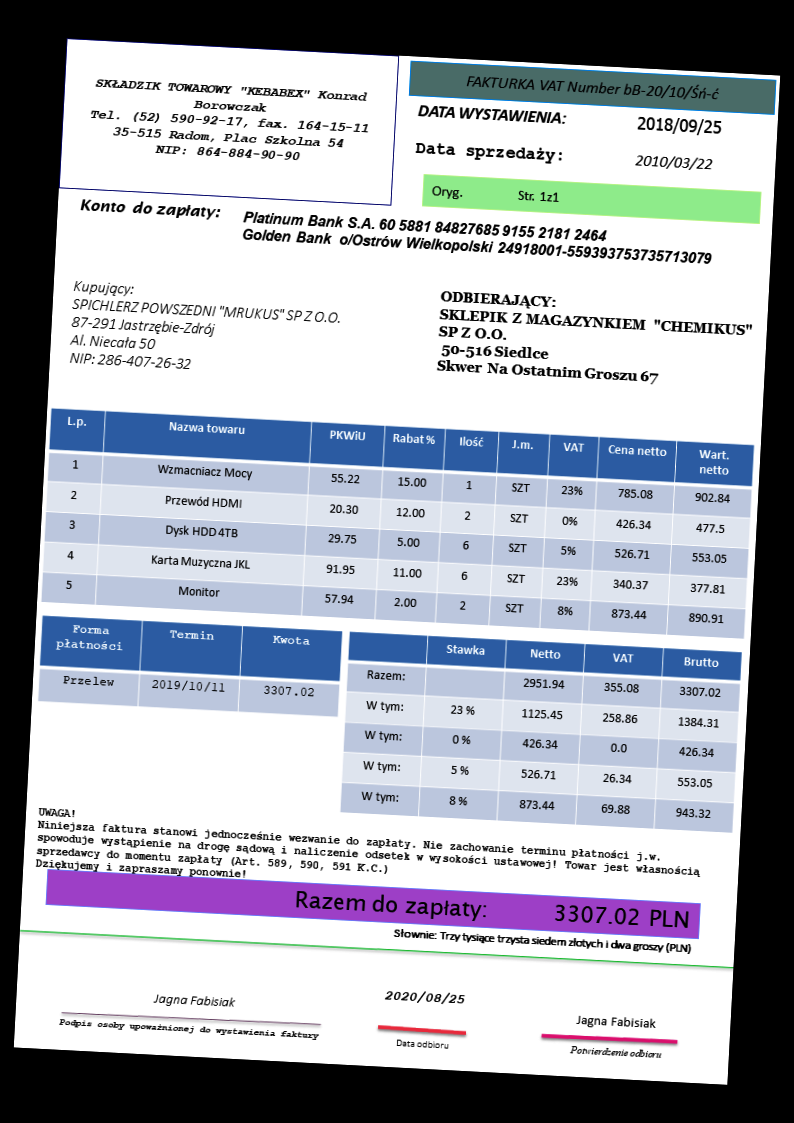 SKŁADZIK TOWAROWY "KEBABEX" Konrad
Borowczak
Tel. (52) 590-92-17, fax. 164-15-11
35-515 Radom, Plac Szkolna 54
NIP: 864-884-90-90
FAKTURKA VAT Number bB-20/10/Śń-ć
DATA WYSTAWIENIA: 2018/09/25
Data sprzedaży: 2010/03/22
Oryg. Str. 1z1
Konto do zapłaty: Platinum Bank S.A. 60 5881 84827685 9155 2181 2464
Golden Bank o/Ostrów Wielkopolski 24918001-559393753735713079
Kupujący:
SPICHLERZ POWSZEDNI "MRUKUS" SP Z O.O.
87-291 Jastrzębie-Zdrój
Al. Niecała 50
NIP: 286-407-26-32
ODBIERAJĄCY:
SKLEPIK Z MAGAZYNKIEM "CHEMIKUS"
SP Z O.O.
50-516 Siedlce
Skwer Na Ostatnim Groszu 67
L.p. Nazwa towaru PKWiU Rabat % Ilość J.m. VAT Cena netto Wart. netto
1 Wzmacniacz Mocy 55.22 15.00 1 SZT 23% 785.08 902.84
2 Przewód HDMI 20.30 12.00 2 SZT 0% 426.34 477.5
3 Dysk HDD 4TB 29.75 5.00 6 SZT 5% 526.71 553.05
4 Karta Muzyczna JKL 91.95 11.00 6 SZT 23% 340.37 377.81
5 Monitor 57.94 2.00 2 SZT 8% 873.44 890.91
Forma płatności Termin Kwota
Przelew 2019/10/11 3307.02
Stawka Netto VAT Brutto
Razem: 2951.94 355.08 3307.02
W tym: 23 % 1125.45 258.86 1384.31
W tym: 0 % 426.34 0.0 426.34
W tym: 5 % 526.71 26.34 553.05
W tym: 8 % 873.44 69.88 943.32
UWAGA!
Niniejsza faktura stanowi jednocześnie wezwanie do zapłaty. Nie zachowanie terminu płatności j.w.
spowoduje wystąpienie na drogę sądową i naliczenie odsetek w wysokości ustawowej! Towar jest własnością
sprzedawcy do momentu zapłaty (Art. 589, 590, 591 K.C.)
Dziękujemy i zapraszamy ponownie!
Razem do zapłaty: 3307.02 PLN
Słownie: Trzy tysiące trzysta siedem złotych i dwa groszy (PLN)
Jagna Fabisiak
Podpis osoby upoważnionej do wystawienia faktury
2020/08/25
Data odbioru
Jagna Fabisiak
Potwierdzenie odbioru